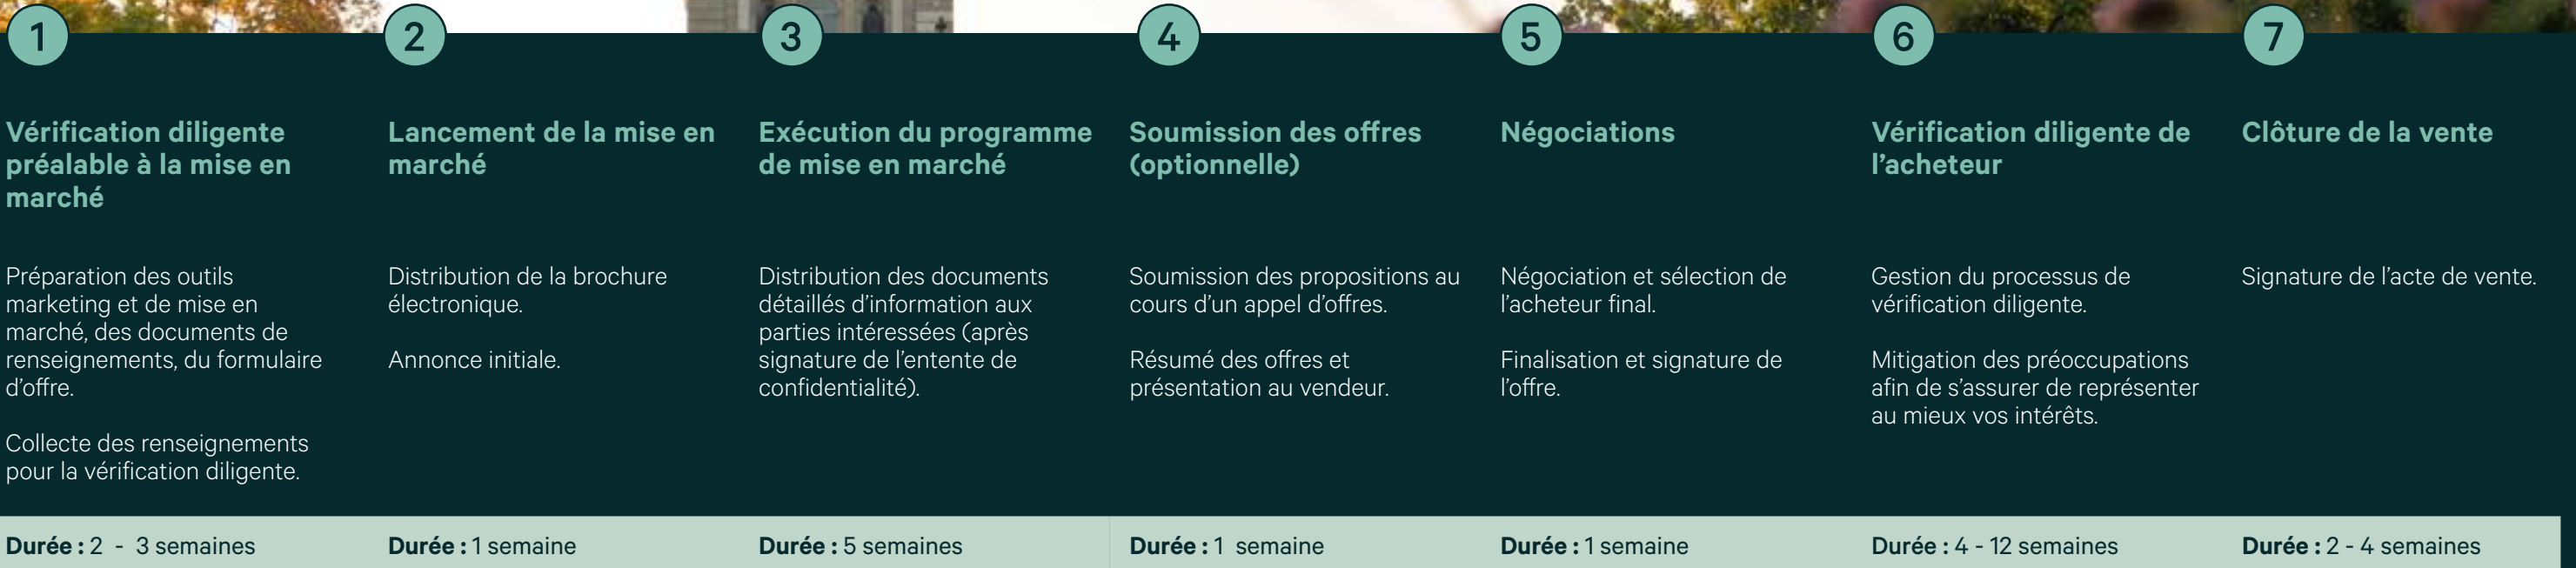 1
Vérification diligente
préalable à la mise en
marché
Préparation des outils
marketing et de mise en
marché, des documents de
renseignements, du formulaire
d'offre.
Collecte des renseignements
pour la vérification diligente.
Durée : 2 - 3 semaines
2
Lancement de la mise en
marché
Distribution de la brochure
électronique.
Annonce initiale.
Durée : 1 semaine
3
Exécution du programme
de mise en marché
Distribution des documents
détaillés d'information aux
parties intéressées (après
signature de l'entente de
confidentialité).
Durée : 5 semaines
4
Soumission des offres
(optionnelle)
Soumission des propositions au
cours d'un appel d'offres.
Résumé des offres et
présentation au vendeur.
Durée : 1 semaine
5
Négociations
Négociation et sélection de
l'acheteur final.
Finalisation et signature de
l'offre.
Durée : 1 semaine
6
Vérification diligente de
l'acheteur
Gestion du processus de
vérification diligente.
Mitigation des préoccupations
afin de s'assurer de représenter
au mieux vos intérêts.
Durée : 4 - 12 semaines
7
Clôture de la vente
Signature de l'acte de vente.
Durée : 2 - 4 semaines